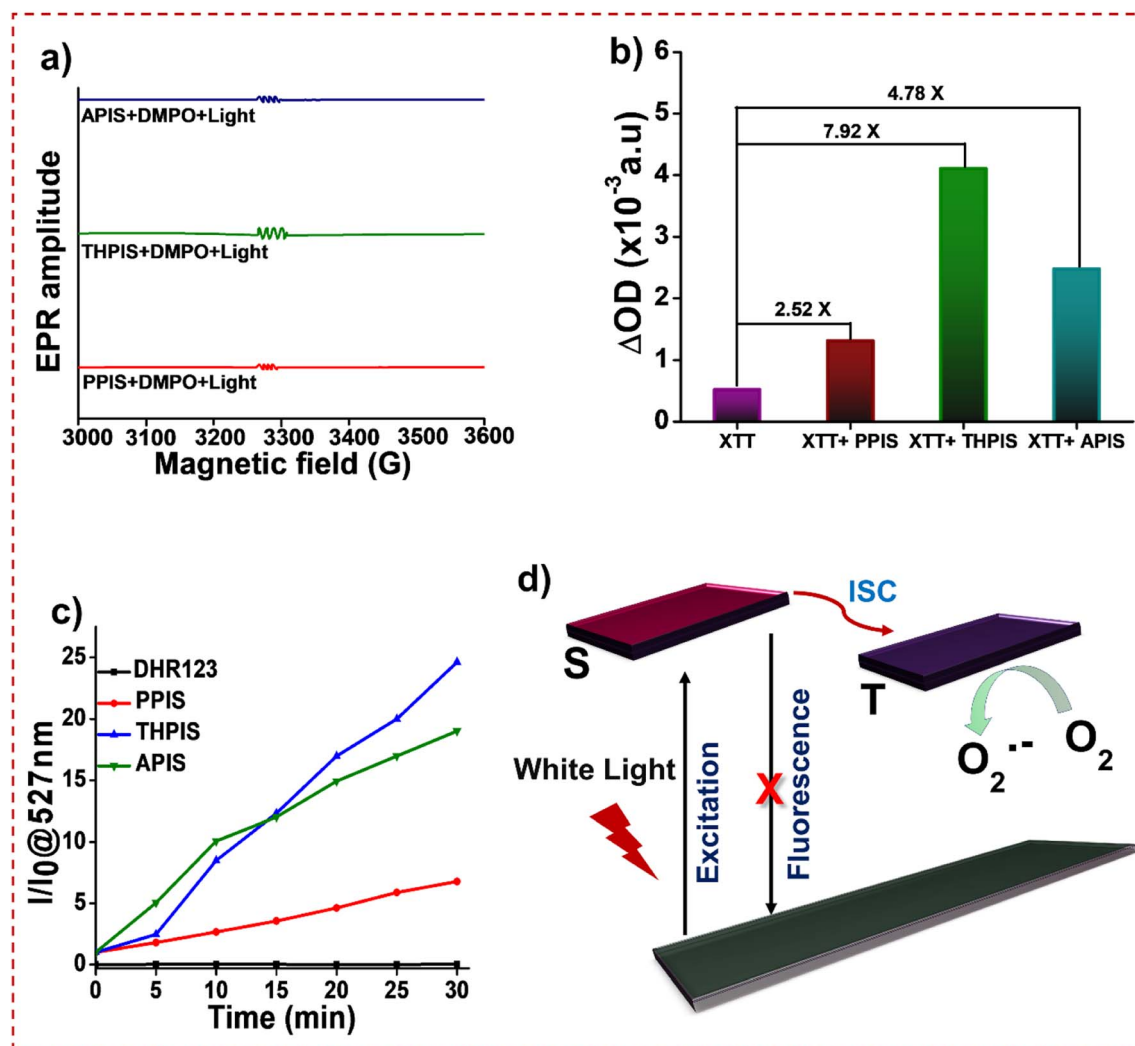 a)
APIS+DMPO+Light
THPIS+DMPO+Light
PPIS+DMPO+Light
EPR amplitude
3000 3100 3200 3300 3400 3500 3600
Magnetic field (G)
b)
6
5
4
3
2
1
0
ΔOD (x10⁻³ a.u)
4.78 X
7.92 X
2.52 X
XTT XTT+ PPIS XTT+ THPIS XTT+ APIS
c)
25
20
15
10
5
0
I/I₀@527nm
DHR123
PPIS
THPIS
APIS
0 5 10 15 20 25 30
Time (min)
d)
ISC
S
T
O₂·- O₂
White Light
Excitation
X
Fluorescence